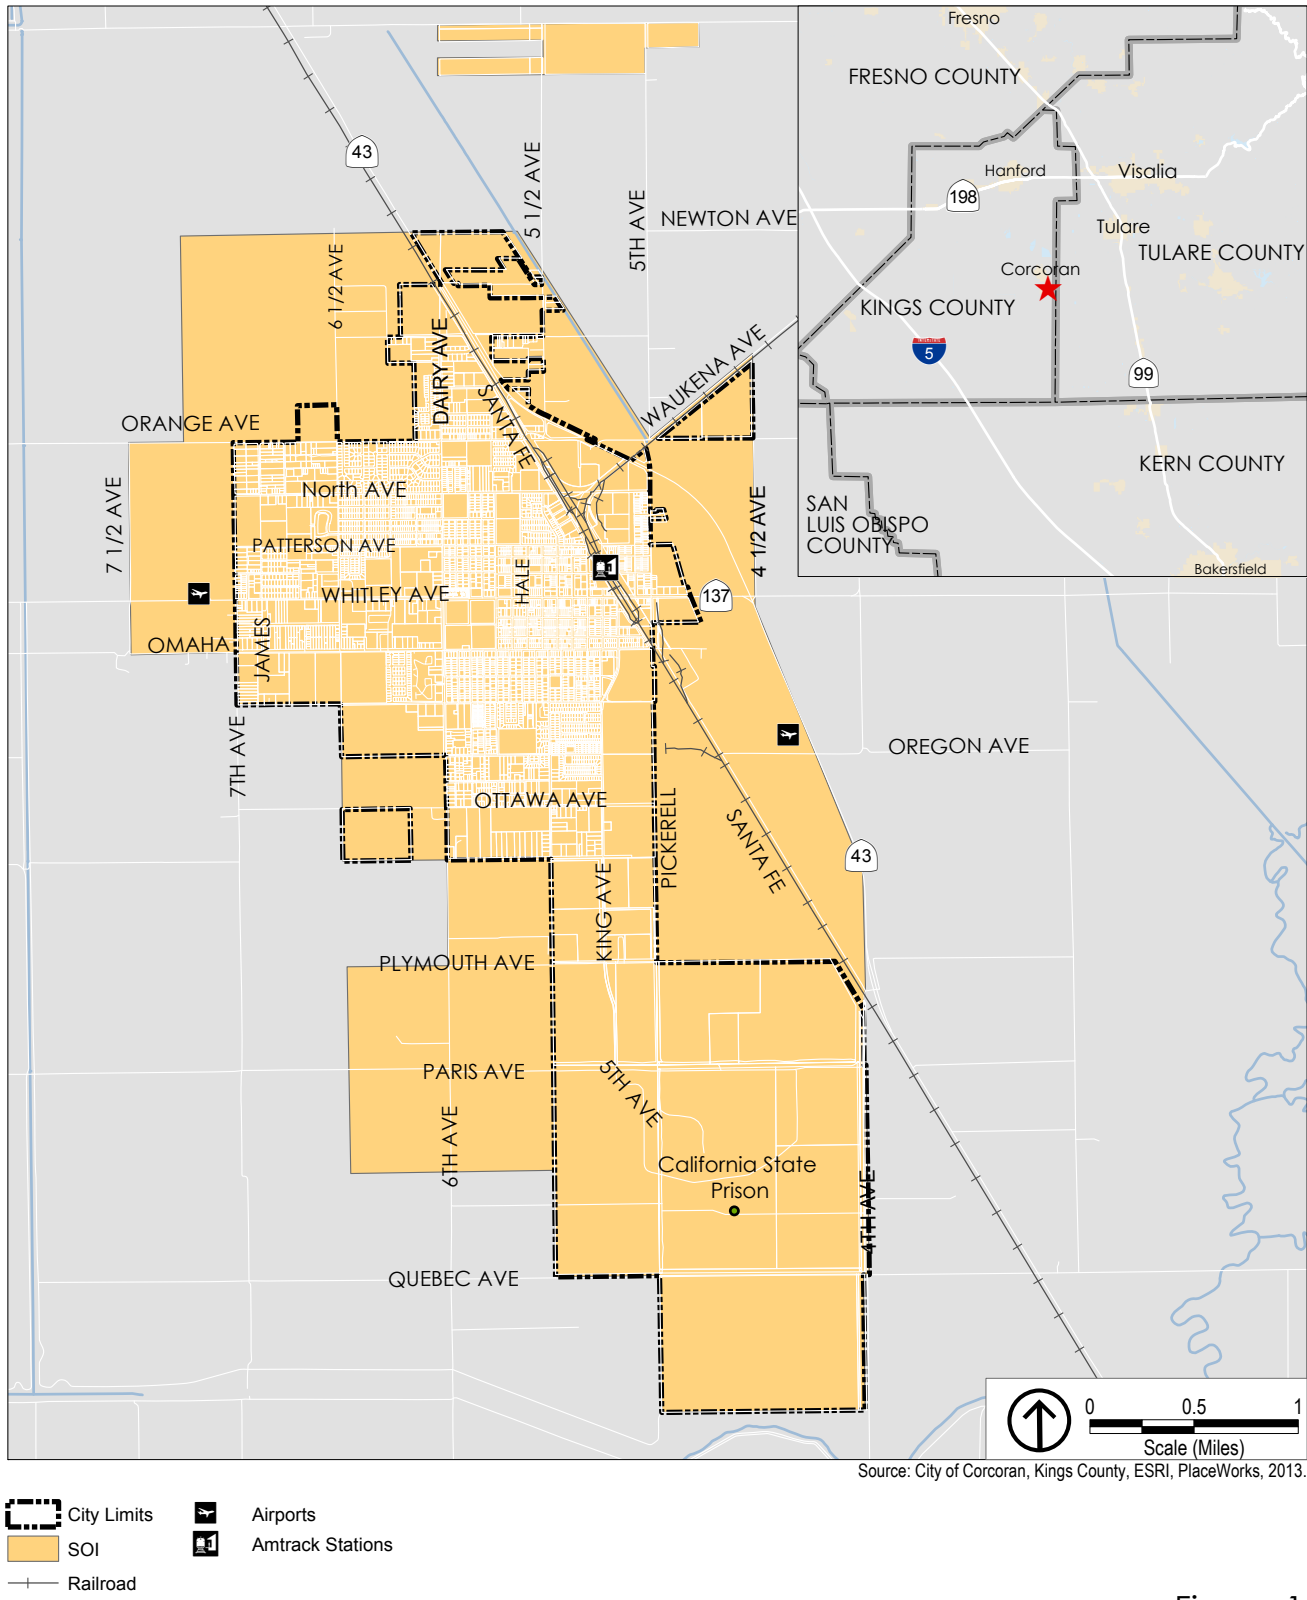 Fresno
FRESNO COUNTY
Hanford
Visalia
198
Tulare
TULARE COUNTY
Corcoran
KINGS COUNTY
INTERSTATE
5
99
KERN COUNTY
SAN
LUIS OBISPO
COUNTY
Bakersfield
43
5 1/2 AVE
5TH AVE
NEWTON AVE
6 1/2 AVE
DAIRY AVE
WAUKENA AVE
SANTA FE
ORANGE AVE
7 1/2 AVE
North AVE
PATTERSON AVE
4 1/2 AVE
HALE
WHITLEY AVE
137
OMAHA
JAMES
7TH AVE
OREGON AVE
OTTAWA AVE
PICKERELL
SANTA FE
43
KING AVE
PLYMOUTH AVE
PARIS AVE
5TH AVE
6TH AVE
California State
Prison
4TH AVE
QUEBEC AVE
0 0.5 1
Scale (Miles)
Source: City of Corcoran, Kings County, ESRI, PlaceWorks, 2013.
City Limits
Airports
SOI
Amtrack Stations
Railroad